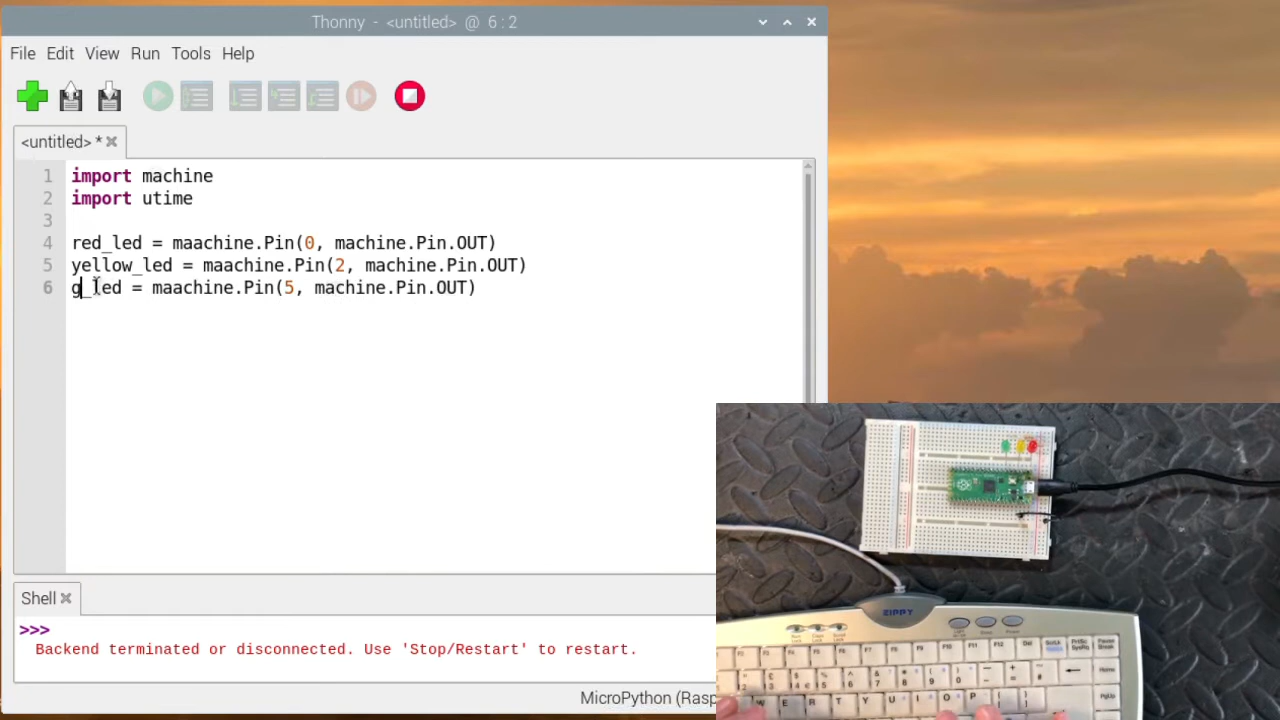 Thonny - <untitled> @ 6:2
File Edit View Run Tools Help
<untitled> *
1 import machine
2 import utime
3
4 red_led = maachine.Pin(0, machine.Pin.OUT)
5 yellow_led = maachine.Pin(2, machine.Pin.OUT)
6 g_led = maachine.Pin(5, machine.Pin.OUT)
Shell
>>>
Backend terminated or disconnected. Use 'Stop/Restart' to restart.
MicroPython (Rasp
ZIPPY